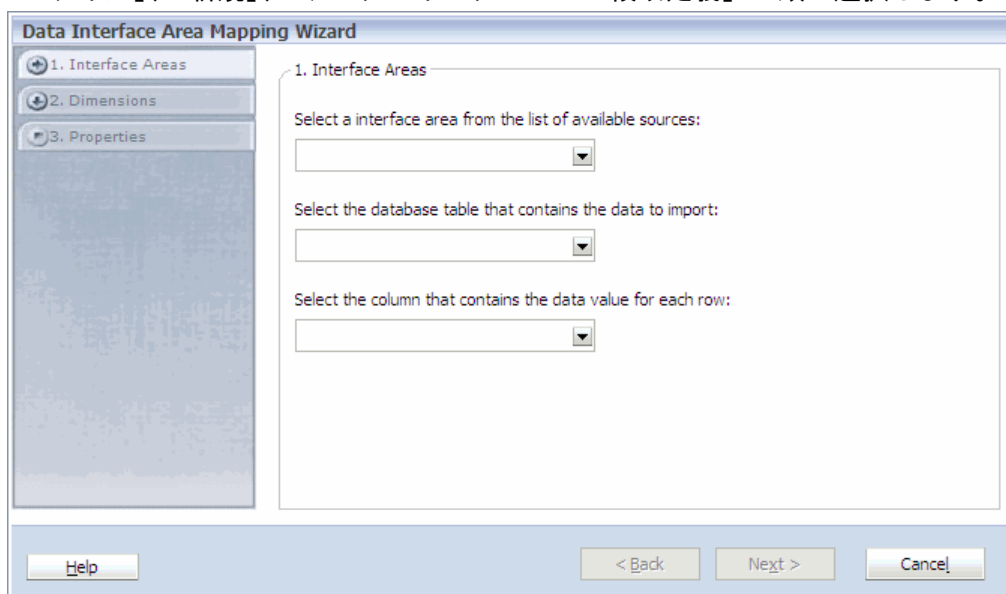 Data Interface Area Mapping Wizard
1. Interface Areas
2. Dimensions
3. Properties
1. Interface Areas
Select a interface area from the list of available sources:
Select the database table that contains the data to import:
Select the column that contains the data value for each row:
Help
< Back
Next >
Cancel